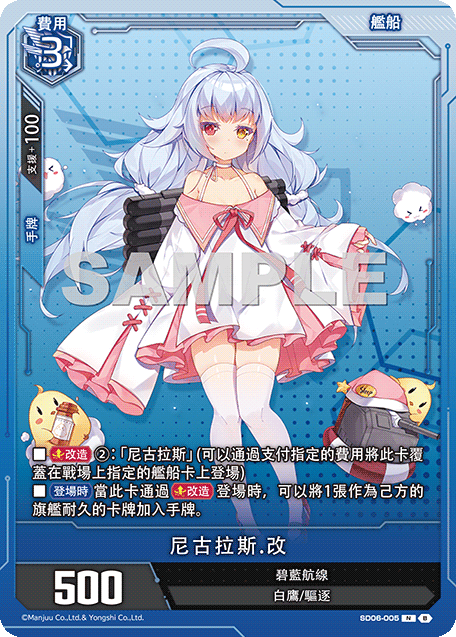 費用
3
艦船
支援+100
手牌
SAMPLE
Sleep
■ 改造 ②：「尼古拉斯」(可以通過支付指定的費用將此卡覆
蓋在戰場上指定的艦船卡上登場)
■ 登場時 當此卡通過 改造 登場時，可以將1張作為己方的
旗艦耐久的卡牌加入手牌。
尼古拉斯.改
500
碧藍航線
白鷹/驅逐
©Manjuu Co.,Ltd.& Yongshi Co.,Ltd.
SD06-005 N B